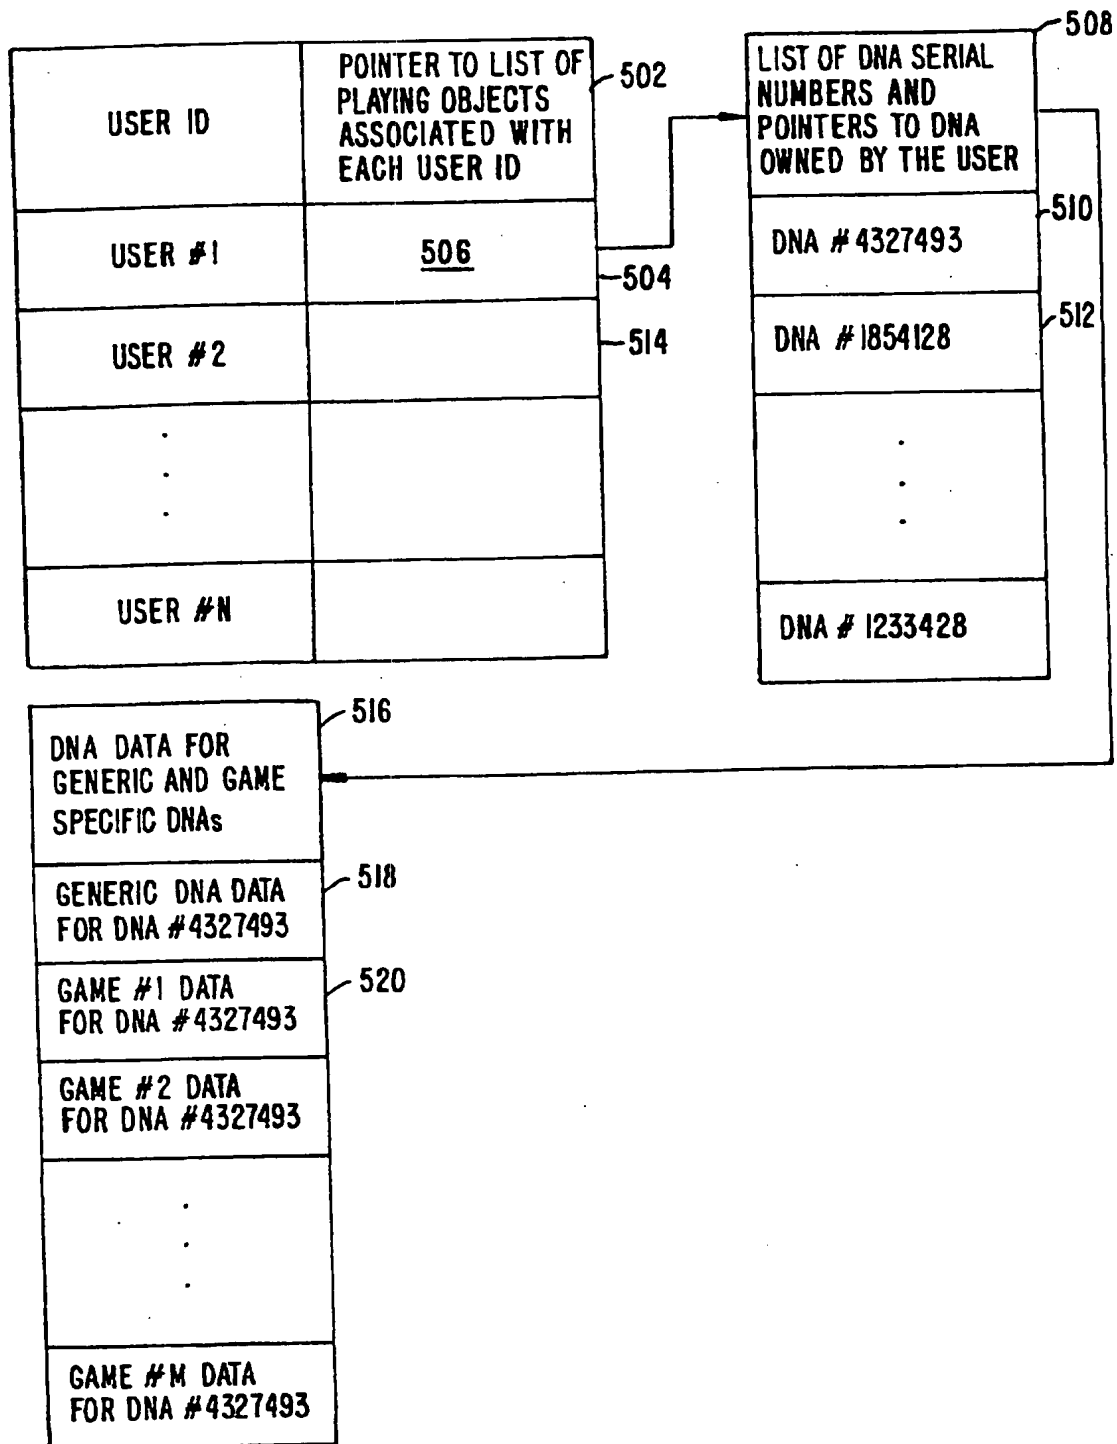 USER ID
POINTER TO LIST OF
PLAYING OBJECTS
ASSOCIATED WITH
EACH USER ID
502
USER #1
506
504
USER #2
514
USER #N
508
LIST OF DNA SERIAL
NUMBERS AND
POINTERS TO DNA
OWNED BY THE USER
510
DNA #4327493
512
DNA #1854128
DNA # 1233428
516
DNA DATA FOR
GENERIC AND GAME
SPECIFIC DNAs
518
GENERIC DNA DATA
FOR DNA #4327493
520
GAME #1 DATA
FOR DNA #4327493
GAME #2 DATA
FOR DNA #4327493
GAME #M DATA
FOR DNA #4327493